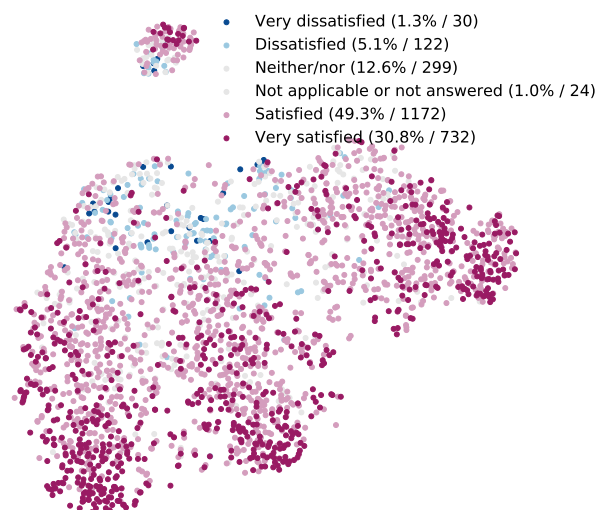 Very dissatisfied (1.3% / 30)
Dissatisfied (5.1% / 122)
Neither/nor (12.6% / 299)
Not applicable or not answered (1.0% / 24)
Satisfied (49.3% / 1172)
Very satisfied (30.8% / 732)